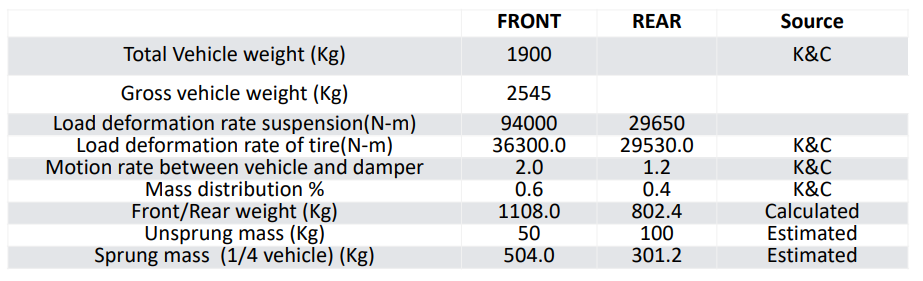 FRONT REAR Source
Total Vehicle weight (Kg) 1900 K&C
Gross vehicle weight (Kg) 2545
Load deformation rate suspension(N-m) 94000 29650
Load deformation rate of tire(N-m) 36300.0 29530.0 K&C
Motion rate between vehicle and damper 2.0 1.2 K&C
Mass distribution % 0.6 0.4 K&C
Front/Rear weight (Kg) 1108.0 802.4 Calculated
Unsprung mass (Kg) 50 100 Estimated
Sprung mass (1/4 vehicle) (Kg) 504.0 301.2 Estimated